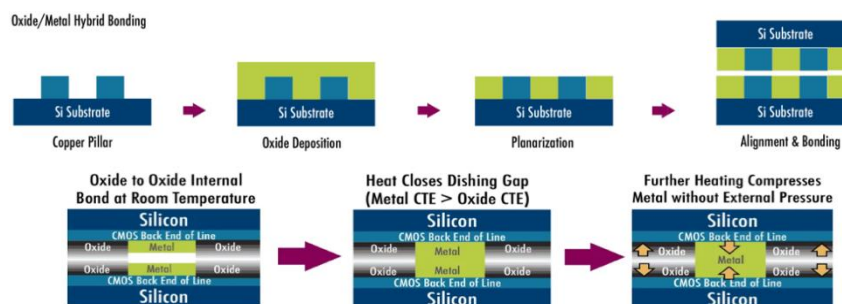 Oxide/Metal Hybrid Bonding
Si Substrate
Copper Pillar
Si Substrate
Oxide Deposition
Si Substrate
Planarization
Si Substrate
Si Substrate
Alignment & Bonding
Oxide to Oxide Internal
Bond at Room Temperature
Silicon
CMOS Back End of Line
Oxide Metal Oxide
Oxide Metal Oxide
CMOS Back End of Line
Silicon
Heat Closes Dishing Gap
(Metal CTE > Oxide CTE)
Silicon
CMOS Back End of Line
Oxide Metal Oxide
Oxide Metal Oxide
CMOS Back End of Line
Silicon
Further Heating Compresses
Metal without External Pressure
Silicon
CMOS Back End of Line
Oxide Oxide
Metal
Oxide Oxide
CMOS Back End of Line
Silicon